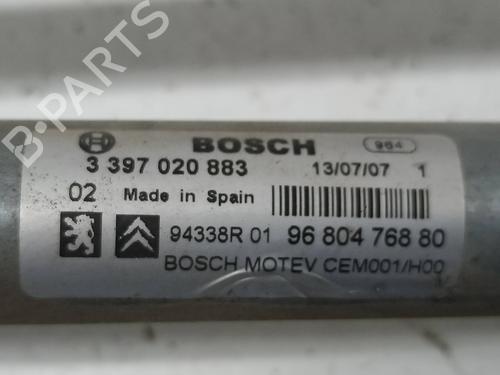 B-PARTS
BOSCH 964
3 397 020 883 13/07/07 1
02 Made in Spain
94338R 01 96 804 768 80
BOSCH MOTEV CEM001/H00